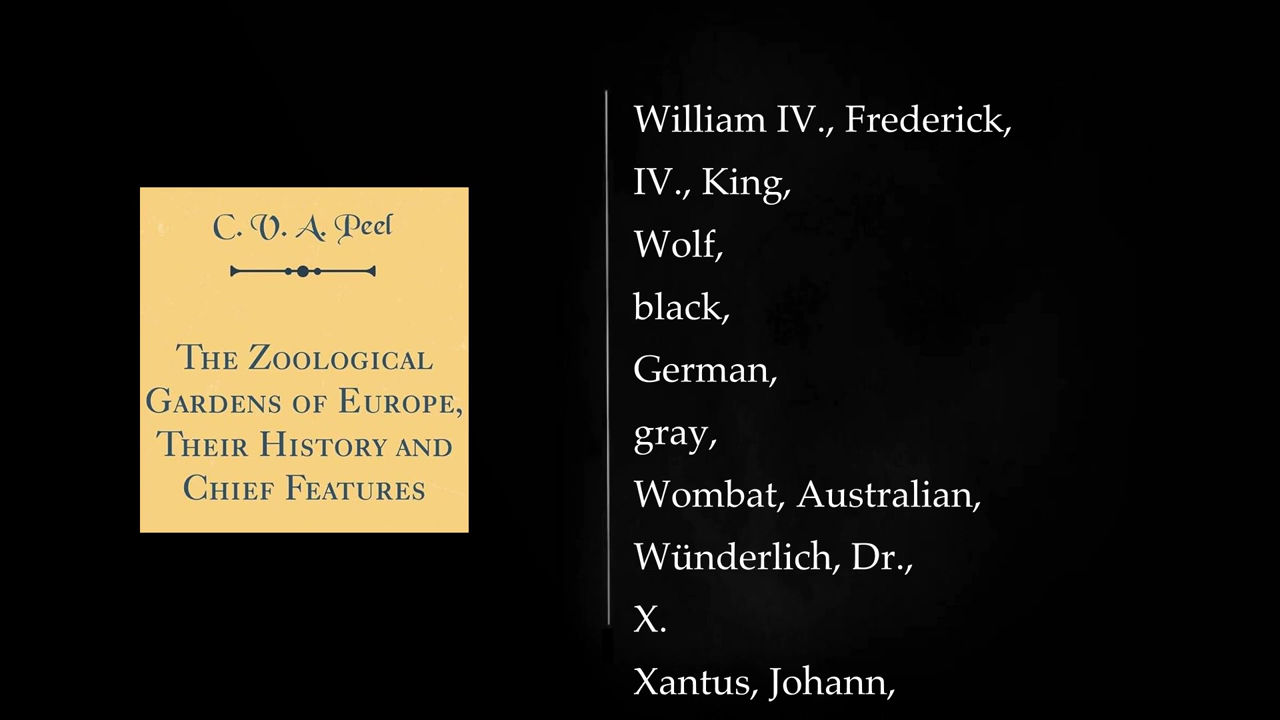 C. V. A. Peel
The Zoological
Gardens of Europe,
Their History and
Chief Features
William IV., Frederick,
IV., King,
Wolf,
black,
German,
gray,
Wombat, Australian,
Wünderlich, Dr.,
X.
Xantus, Johann,